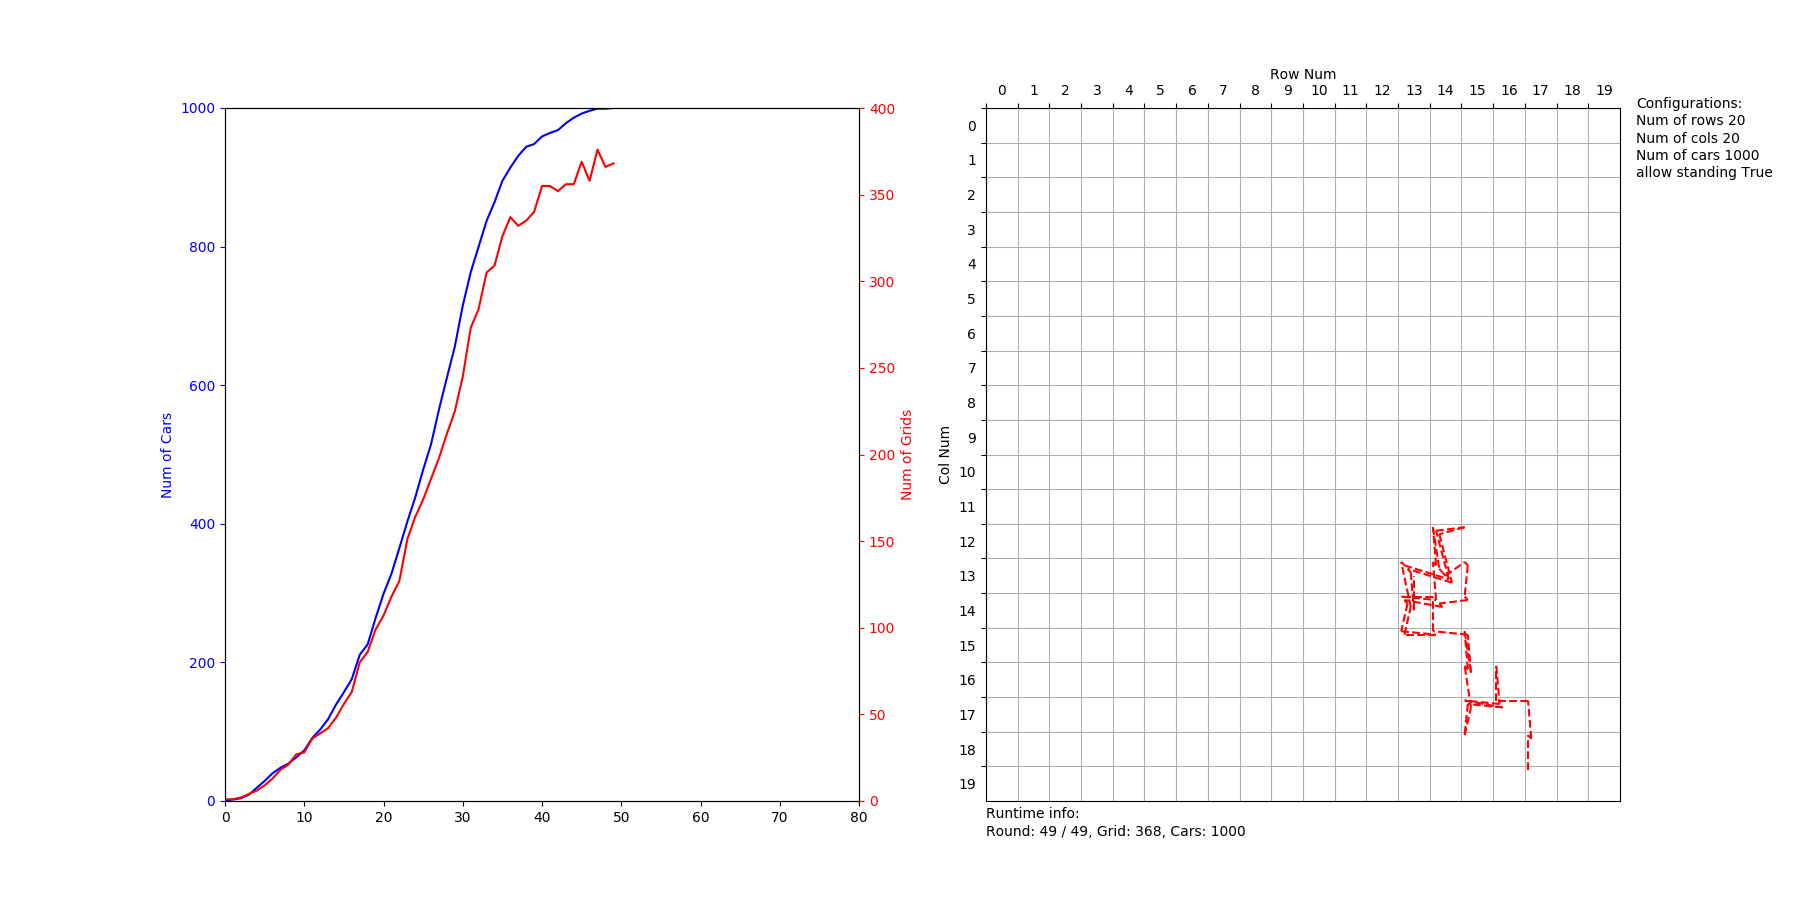 Num of Cars
1000
800
600
400
200
0
0 10 20 30 40 50 60 70 80
400
350
300
250
200
150
100
50
0
Num of Grids
Row Num
0 1 2 3 4 5 6 7 8 9 10 11 12 13 14 15 16 17 18 19
Col Num
0
1
2
3
4
5
6
7
8
9
10
11
12
13
14
15
16
17
18
19
Configurations:
Num of rows 20
Num of cols 20
Num of cars 1000
allow standing True
Runtime info:
Round: 49 / 49, Grid: 368, Cars: 1000